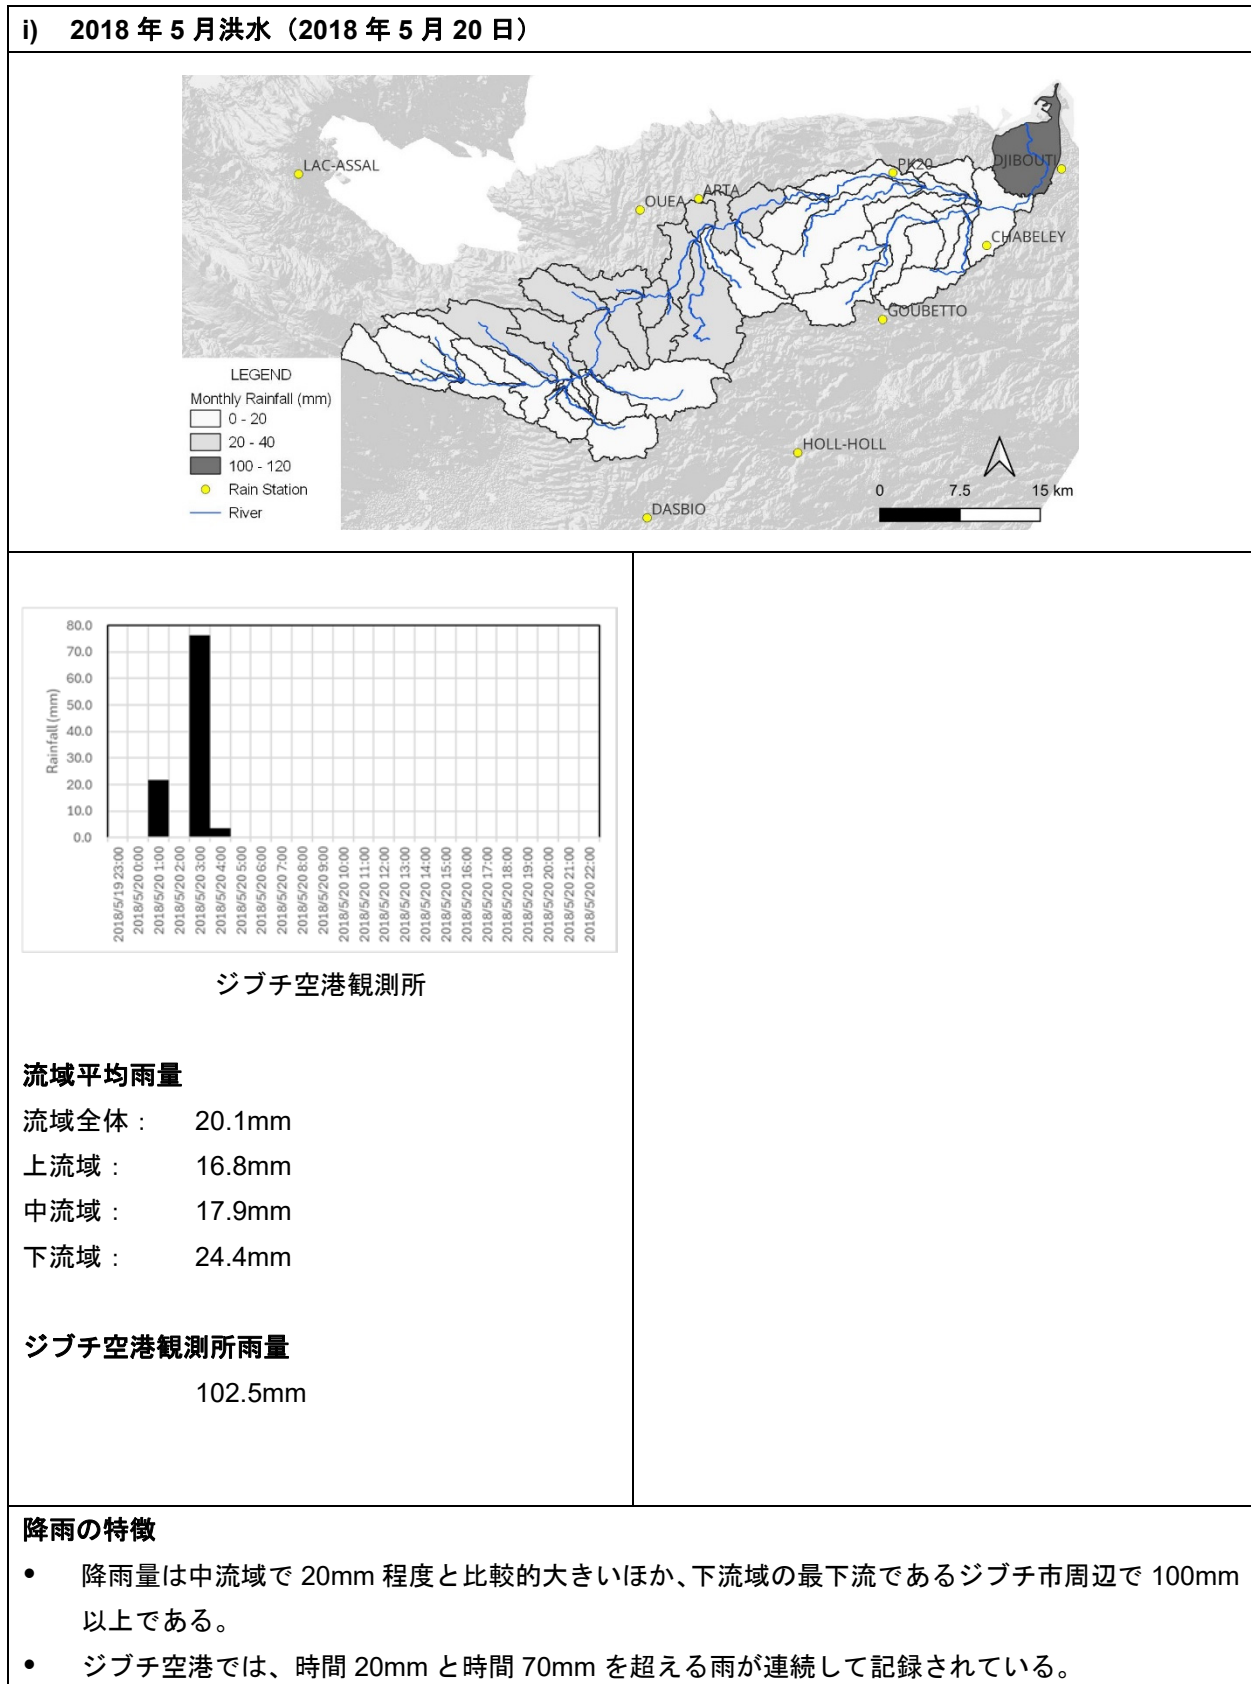 i) 2018 年 5 月洪水（2018 年 5 月 20 日）
LAC-ASSAL
OUEA
ARTA
PK20
DJIBOUTI
CHABELEY
GOUBETTO
HOLL-HOLL
DASBIO
LEGEND
Monthly Rainfall (mm)
0 - 20
20 - 40
100 - 120
Rain Station
River
0 7.5 15 km
Rainfall (mm)
80.0
70.0
60.0
50.0
40.0
30.0
20.0
10.0
0.0
2018/5/19 23:00
2018/5/20 0:00
2018/5/20 1:00
2018/5/20 2:00
2018/5/20 3:00
2018/5/20 4:00
2018/5/20 5:00
2018/5/20 6:00
2018/5/20 7:00
2018/5/20 8:00
2018/5/20 9:00
2018/5/20 10:00
2018/5/20 11:00
2018/5/20 12:00
2018/5/20 13:00
2018/5/20 14:00
2018/5/20 15:00
2018/5/20 16:00
2018/5/20 17:00
2018/5/20 18:00
2018/5/20 19:00
2018/5/20 20:00
2018/5/20 21:00
2018/5/20 22:00
ジブチ空港観測所
流域平均雨量
流域全体： 20.1mm
上流域： 16.8mm
中流域： 17.9mm
下流域： 24.4mm
ジブチ空港観測所雨量
102.5mm
降雨の特徴
• 降雨量は中流域で 20mm 程度と比較的大きいほか、下流域の最下流であるジブチ市周辺で 100mm
以上である。
• ジブチ空港では、時間 20mm と時間 70mm を超える雨が連続して記録されている。